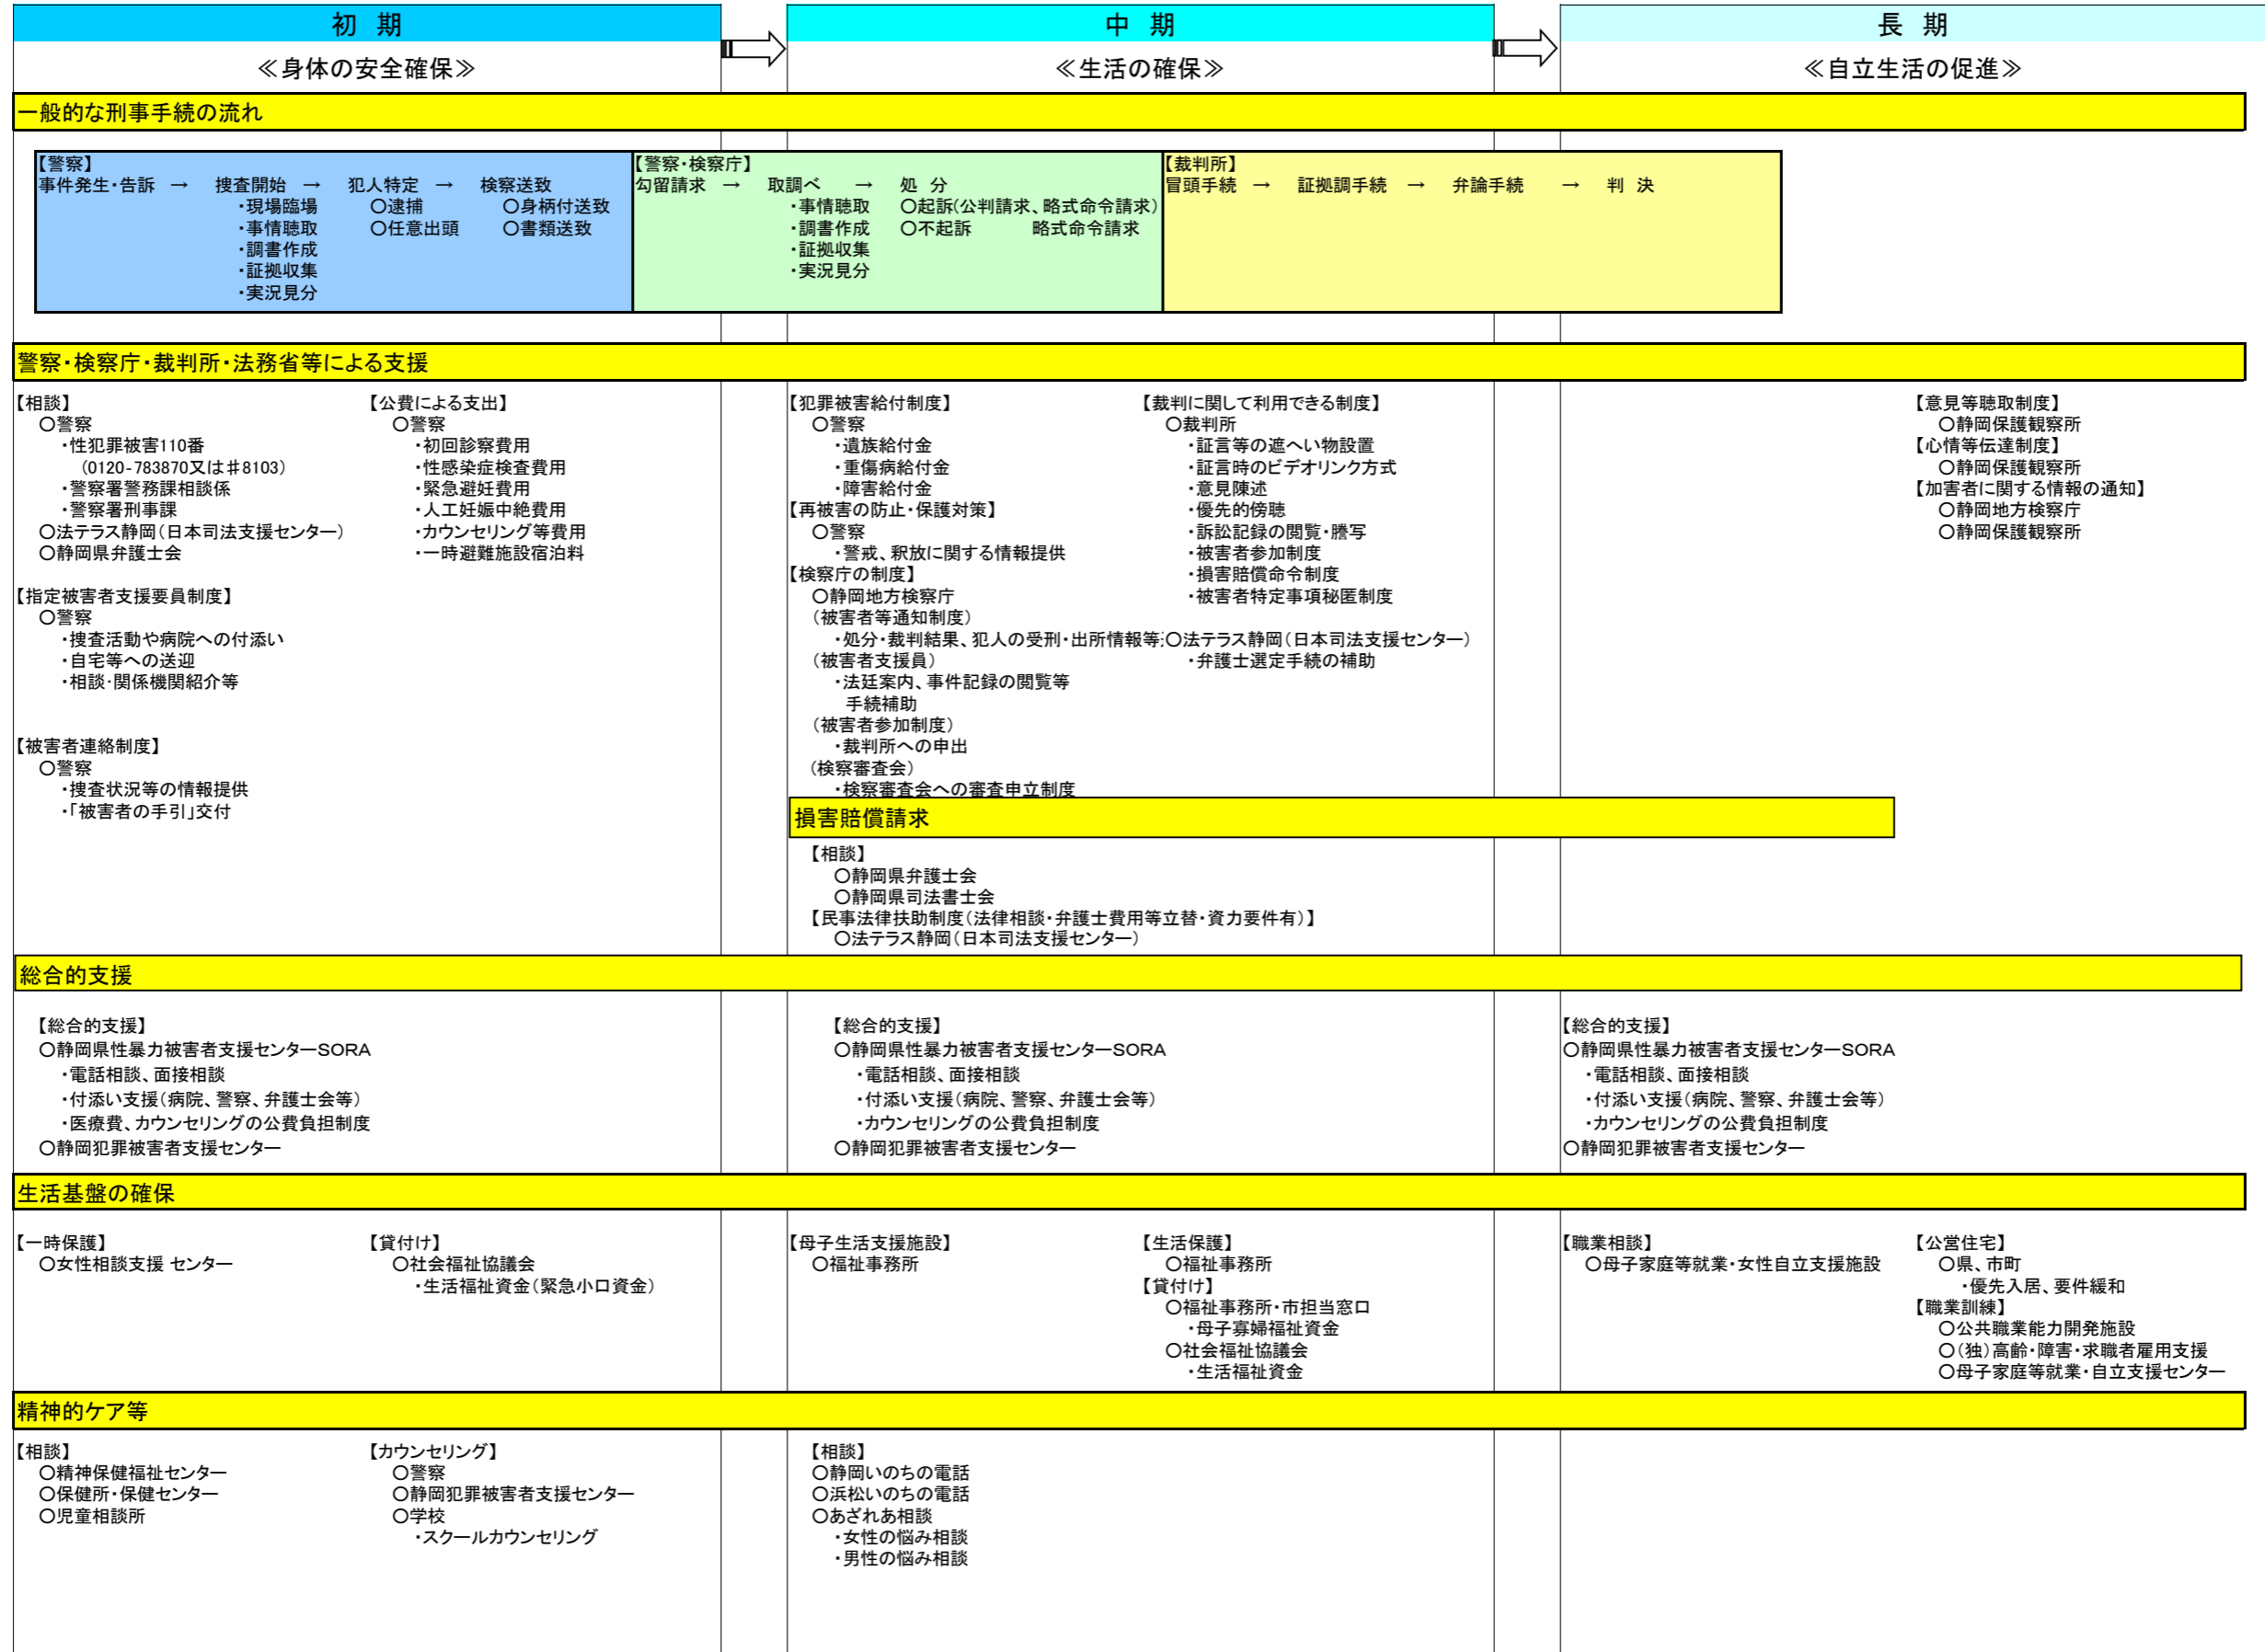 初 期
中 期
長 期
≪身体の安全確保≫
≪生活の確保≫
≪自立生活の促進≫
一般的な刑事手続の流れ
【警察】
事件発生・告訴 → 捜査開始 → 犯人特定 → 検察送致
・現場臨場 ○逮捕 ○身柄付送致
・事情聴取 ○任意出頭 ○書類送致
・調書作成
・証拠収集
・実況見分
【警察・検察庁】
勾留請求 → 取調べ → 処 分
・事情聴取 ○起訴(公判請求、略式命令請求)
・調書作成 ○不起訴 略式命令請求
・証拠収集
・実況見分
【裁判所】
冒頭手続 → 証拠調手続 → 弁論手続 → 判 決
警察・検察庁・裁判所・法務省等による支援
【相談】
○警察
・性犯罪被害110番
(0120-783870又は♯8103)
・警察署警務課相談係
・警察署刑事課
○法テラス静岡(日本司法支援センター)
○静岡県弁護士会
【指定被害者支援要員制度】
○警察
・捜査活動や病院への付添い
・自宅等への送迎
・相談・関係機関紹介等
【被害者連絡制度】
○警察
・捜査状況等の情報提供
・「被害者の手引」交付
【公費による支出】
○警察
・初回診察費用
・性感染症検査費用
・緊急避妊費用
・人工妊娠中絶費用
・カウンセリング等費用
・一時避難施設宿泊料
【犯罪被害給付制度】
○警察
・遺族給付金
・重傷病給付金
・障害給付金
【再被害の防止・保護対策】
○警察
・警戒、釈放に関する情報提供
【検察庁の制度】
○静岡地方検察庁
(被害者等通知制度)
・処分・裁判結果、犯人の受刑・出所情報等
(被害者支援員)
・法廷案内、事件記録の閲覧等
手続補助
(被害者参加制度)
・裁判所への申出
(検察審査会)
・検察審査会への審査申立制度
【裁判に関して利用できる制度】
○裁判所
・証言等の遮へい物設置
・証言時のビデオリンク方式
・意見陳述
・優先的傍聴
・訴訟記録の閲覧・謄写
・被害者参加制度
・損害賠償命令制度
・被害者特定事項秘匿制度
○法テラス静岡(日本司法支援センター)
・弁護士選定手続の補助
【意見等聴取制度】
○静岡保護観察所
【心情等伝達制度】
○静岡保護観察所
【加害者に関する情報の通知】
○静岡地方検察庁
○静岡保護観察所
損害賠償請求
【相談】
○静岡県弁護士会
○静岡県司法書士会
【民事法律扶助制度(法律相談・弁護士費用等立替・資力要件有)】
○法テラス静岡(日本司法支援センター)
総合的支援
【総合的支援】
○静岡県性暴力被害者支援センターSORA
・電話相談、面接相談
・付添い支援(病院、警察、弁護士会等)
・医療費、カウンセリングの公費負担制度
○静岡犯罪被害者支援センター
【総合的支援】
○静岡県性暴力被害者支援センターSORA
・電話相談、面接相談
・付添い支援(病院、警察、弁護士会等)
・カウンセリングの公費負担制度
○静岡犯罪被害者支援センター
【総合的支援】
○静岡県性暴力被害者支援センターSORA
・電話相談、面接相談
・付添い支援(病院、警察、弁護士会等)
・カウンセリングの公費負担制度
○静岡犯罪被害者支援センター
生活基盤の確保
【一時保護】
○女性相談支援 センター
【貸付け】
○社会福祉協議会
・生活福祉資金(緊急小口資金)
【母子生活支援施設】
○福祉事務所
【生活保護】
○福祉事務所
【貸付け】
○福祉事務所・市担当窓口
・母子寡婦福祉資金
○社会福祉協議会
・生活福祉資金
【職業相談】
○母子家庭等就業・女性自立支援施設
【公営住宅】
○県、市町
・優先入居、要件緩和
【職業訓練】
○公共職業能力開発施設
○(独)高齢・障害・求職者雇用支援
○母子家庭等就業・自立支援センター
精神的ケア等
【相談】
○精神保健福祉センター
○保健所・保健センター
○児童相談所
【カウンセリング】
○警察
○静岡犯罪被害者支援センター
○学校
・スクールカウンセリング
【相談】
○静岡いのちの電話
○浜松いのちの電話
○あざれあ相談
・女性の悩み相談
・男性の悩み相談